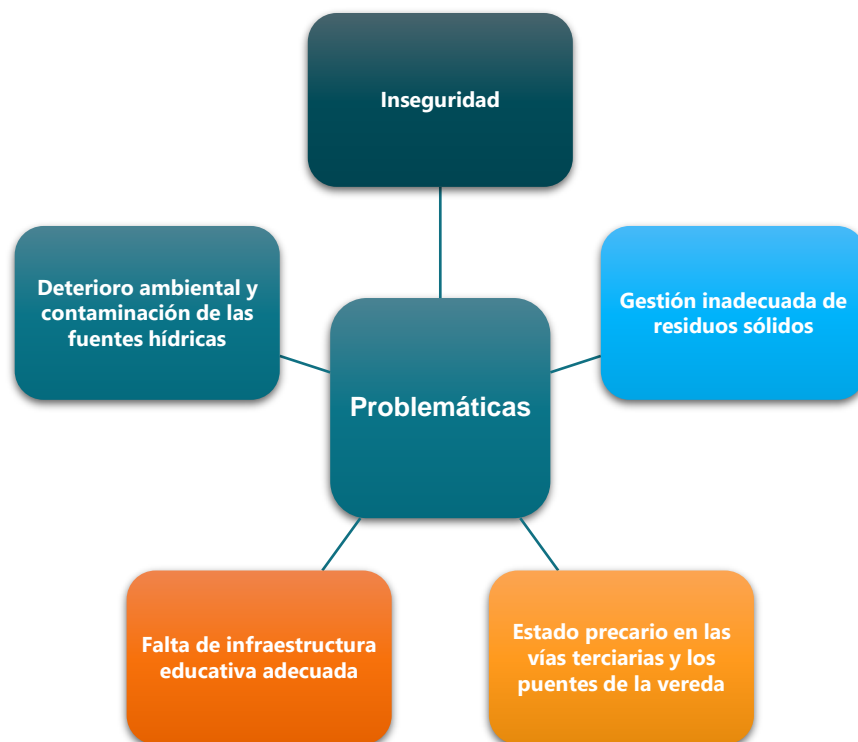 Inseguridad
Deterioro ambiental y
contaminación de las
fuentes hídricas
Gestión inadecuada de
residuos sólidos
Problemáticas
Falta de infraestructura
educativa adecuada
Estado precario en las
vías terciarias y los
puentes de la vereda